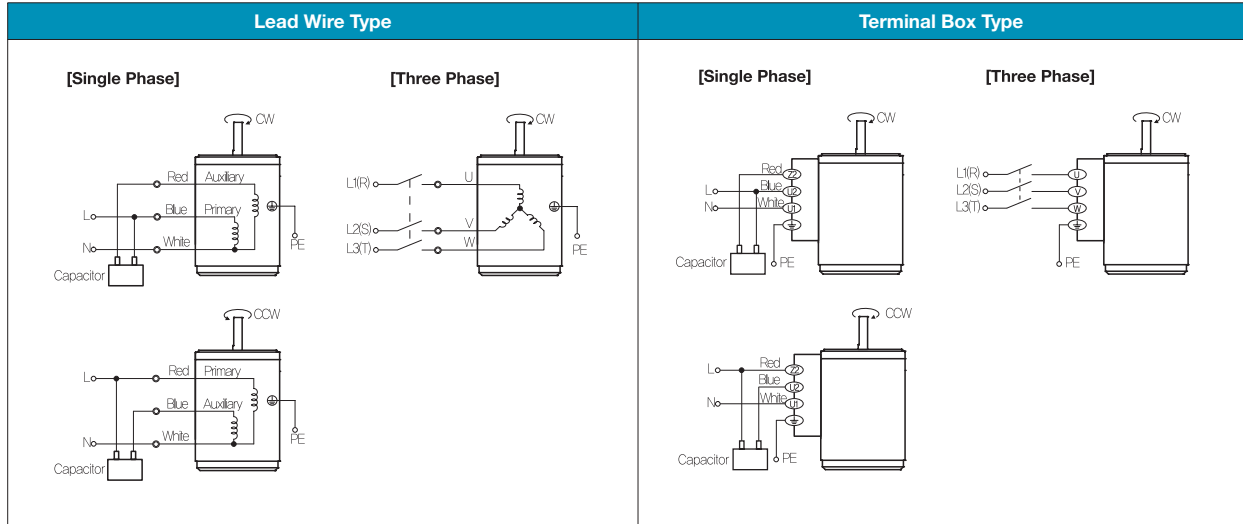 Lead Wire Type
[Single Phase]
[Three Phase]
CW
Red
Auxiliary
L
Blue
Primary
N
White
PE
Capacitor
CW
L1(R)
U
L2(S)
V
L3(T)
W
PE
CCW
L
Red
Primary
Blue
Auxiliary
N
White
PE
Capacitor
Terminal Box Type
[Single Phase]
[Three Phase]
CW
Red
Z2
L
Blue
U2
N
White
U1
Capacitor
PE
CW
L1(R)
U
L2(S)
V
L3(T)
W
PE
CCW
Red
L
Z2
Blue
U2
N
White
U1
Capacitor
PE